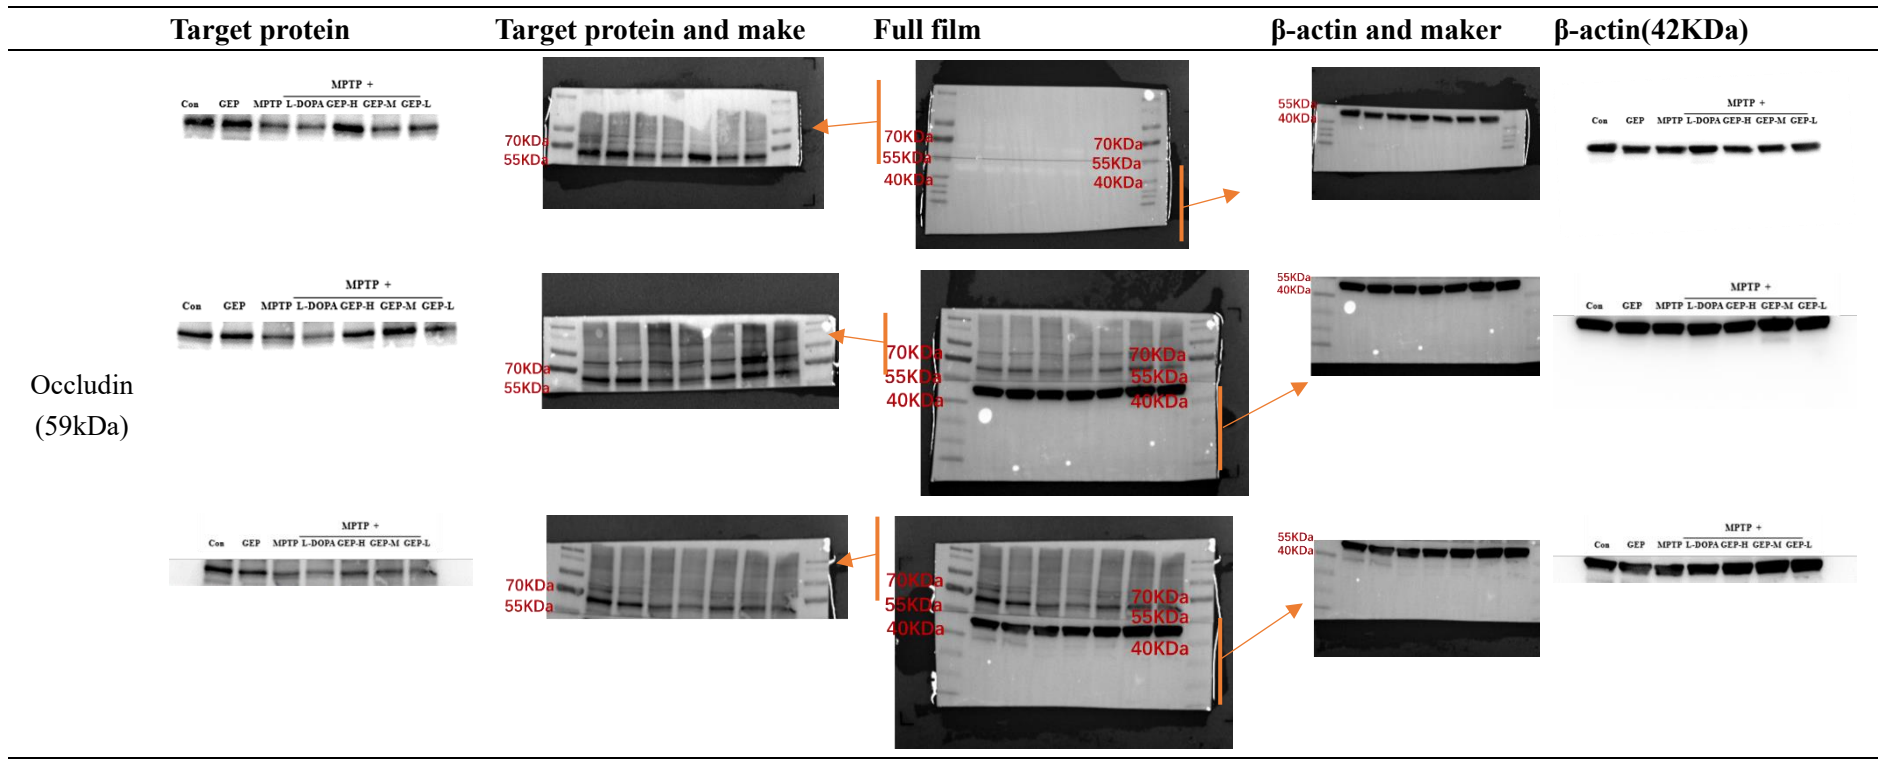 Target protein
Target protein and make
Full film
β-actin and maker
β-actin(42KDa)
Occludin
(59kDa)
MPTP +
Con GEP MPTP L-DOPA GEP-H GEP-M GEP-L
70KDa
55KDa
70KDa
55KDa
40KDa
70KDa
55KDa
40KDa
55KDa
40KDa
MPTP +
Con GEP MPTP L-DOPA GEP-H GEP-M GEP-L
MPTP +
Con GEP MPTP L-DOPA GEP-H GEP-M GEP-L
70KDa
55KDa
70KDa
55KDa
40KDa
70KDa
55KDa
40KDa
55KDa
40KDa
MPTP +
Con GEP MPTP L-DOPA GEP-H GEP-M GEP-L
MPTP +
Con GEP MPTP L-DOPA GEP-H GEP-M GEP-L
70KDa
55KDa
70KDa
55KDa
40KDa
70KDa
55KDa
40KDa
55KDa
40KDa
MPTP +
Con GEP MPTP L-DOPA GEP-H GEP-M GEP-L